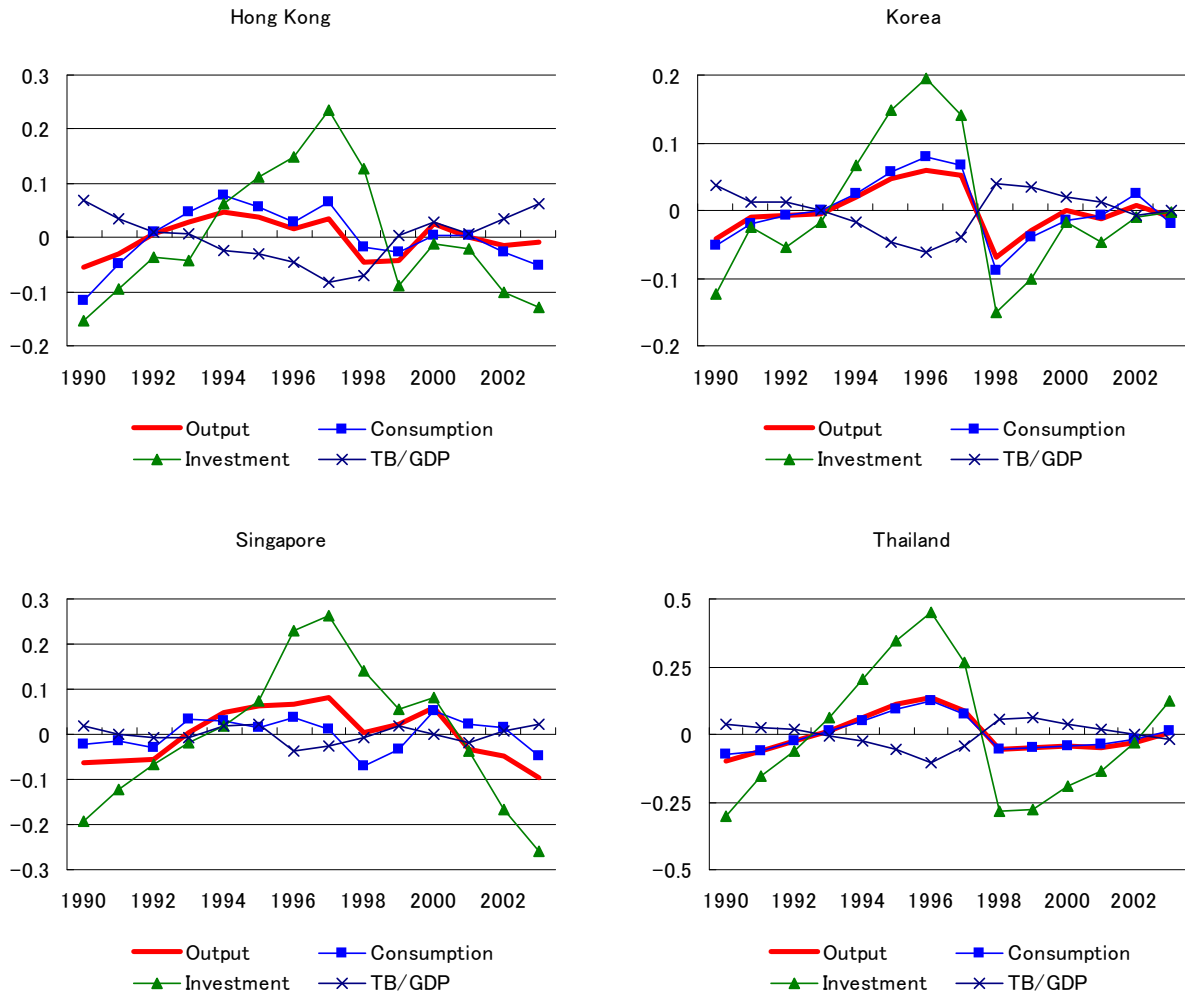 Hong Kong
0.3
0.2
0.1
0
-0.1
-0.2
1990 1992 1994 1996 1998 2000 2002
Output Consumption
Investment TB/GDP
Korea
0.2
0.1
0
-0.1
-0.2
1990 1992 1994 1996 1998 2000 2002
Output Consumption
Investment TB/GDP
Singapore
0.3
0.2
0.1
0
-0.1
-0.2
-0.3
1990 1992 1994 1996 1998 2000 2002
Output Consumption
Investment TB/GDP
Thailand
0.5
0.25
0
-0.25
-0.5
1990 1992 1994 1996 1998 2000 2002
Output Consumption
Investment TB/GDP